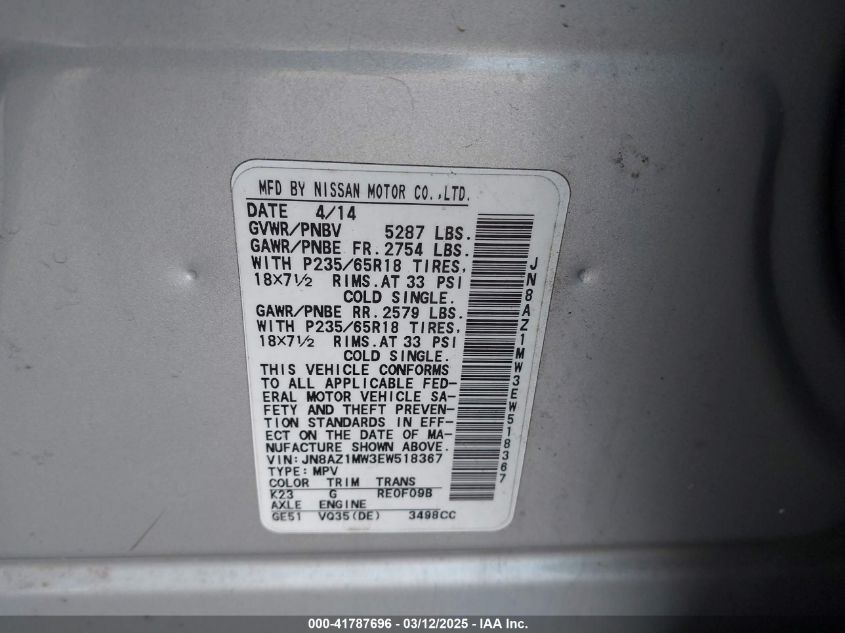 MFD BY NISSAN MOTOR CO.,LTD.
DATE 4/14
GVWR/PNBV 5287 LBS.
GAWR/PNBE FR. 2754 LBS.
WITH P235/65R18 TIRES,
18×7½ RIMS.AT 33 PSI
COLD SINGLE.
GAWR/PNBE RR. 2579 LBS.
WITH P235/65R18 TIRES,
18×7½ RIMS.AT 33 PSI
COLD SINGLE.
THIS VEHICLE CONFORMS
TO ALL APPLICABLE FED-
ERAL MOTOR VEHICLE SA-
FETY AND THEFT PREVEN-
TION STANDARDS IN EFF-
ECT ON THE DATE OF MA-
NUFACTURE SHOWN ABOVE.
VIN:JN8AZ1MW3EW518367
TYPE:MPV
COLOR TRIM TRANS
K23 G RE0F09B
AXLE ENGINE
GE51 VQ35(DE) 3498CC
JN8AZ1MW3EW518367
000-41787696 - 03/12/2025 - IAA Inc.